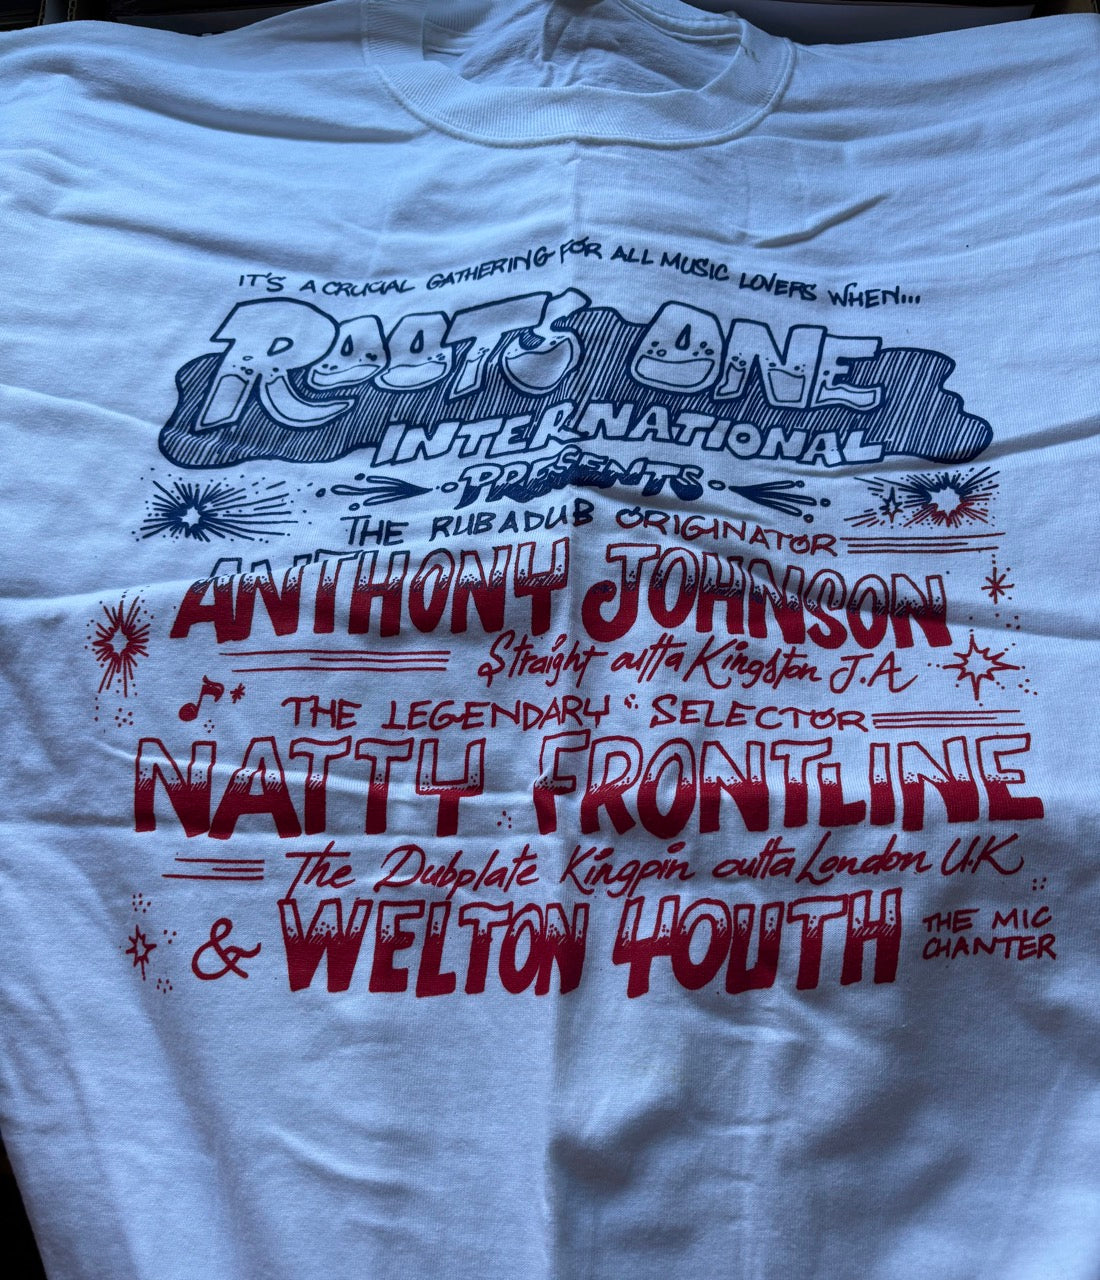 IT'S A CRUCIAL GATHERING FOR ALL MUSIC LOVERS WHEN...
ROOTS ONE
INTERNATIONAL
PRESENTS
THE RUBADUB ORIGINATOR
ANTHONY JOHNSON
Straight outta Kingston J.A
THE LEGENDARY SELECTOR
NATTY FRONTLINE
The Dubplate Kingpin outta London U.K
& WELTON YOUTH THE MIC CHANTER